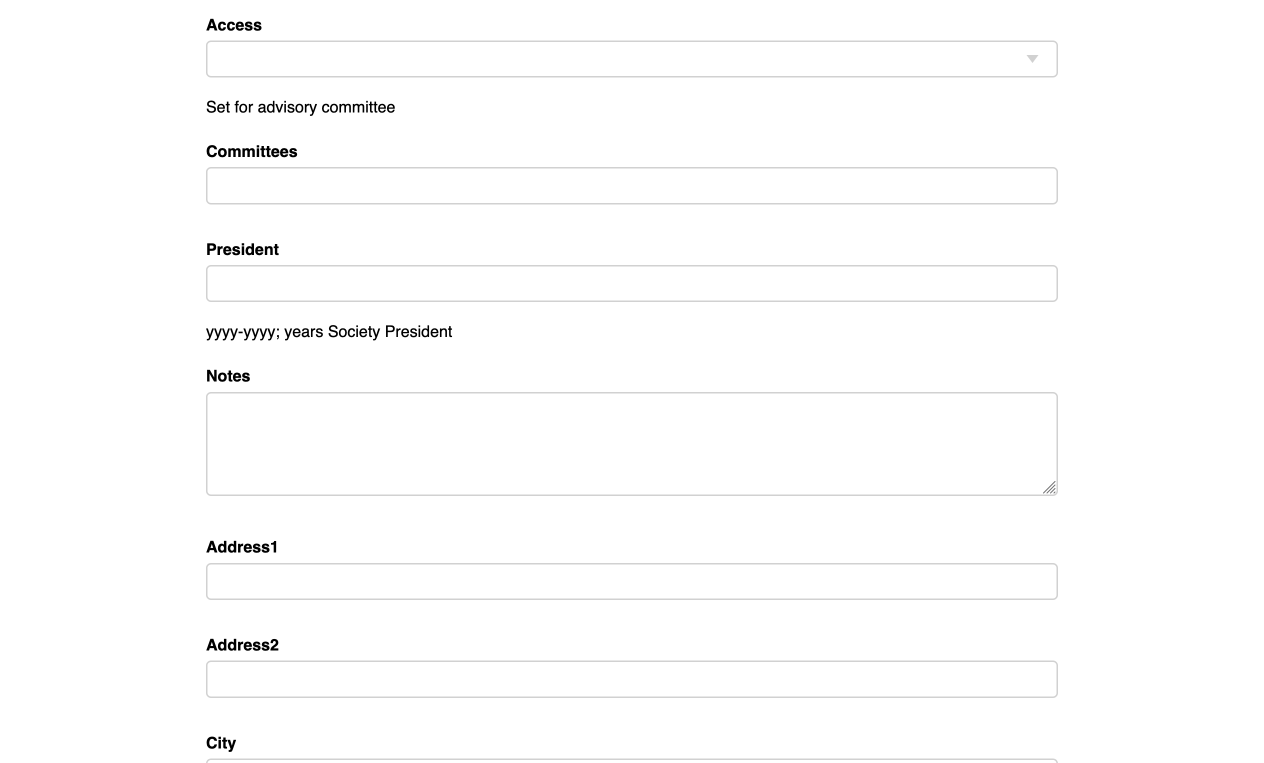 Access
Set for advisory committee
Committees
President
yyyy-yyyy; years Society President
Notes
Address1
Address2
City